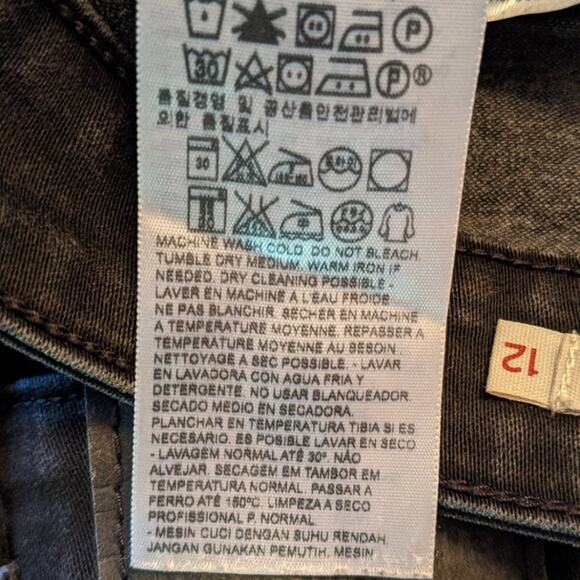 P
30 P®
품질경영 및 공산품안전관리법에
의한 품질표시
30
MACHINE WASH COLD. DO NOT BLEACH.
TUMBLE DRY MEDIUM. WARM IRON IF
NEEDED. DRY CLEANING POSSIBLE -
LAVER EN MACHINE A L'EAU FROIDE
NE PAS BLANCHIR. SECHER EN MACHINE
A TEMPERATURE MOYENNE. REPASSER A
TEMPERATURE MOYENNE AU BESOIN.
NETTOYAGE A SEC POSSIBLE. - LAVAR
EN LAVADORA CON AGUA FRIA Y
DETERGENTE. NO USAR BLANQUEADOR.
SECADO MEDIO EN SECADORA.
PLANCHAR EN TEMPERATURA TIBIA SI ES
NECESARIO. ES POSIBLE LAVAR EN SECO
- LAVAGEM NORMAL ATÉ 30º. NÃO
ALVEJAR. SECAGEM EM TAMBOR EM
TEMPERATURA NORMAL. PASSAR A
FERRO ATÉ 150ºC. LIMPEZA A SECO
PROFISSIONAL P. NORMAL
- MESIN CUCI DENGAN SUHU RENDAH.
JANGAN GUNAKAN PEMUTIH. MESIN
12